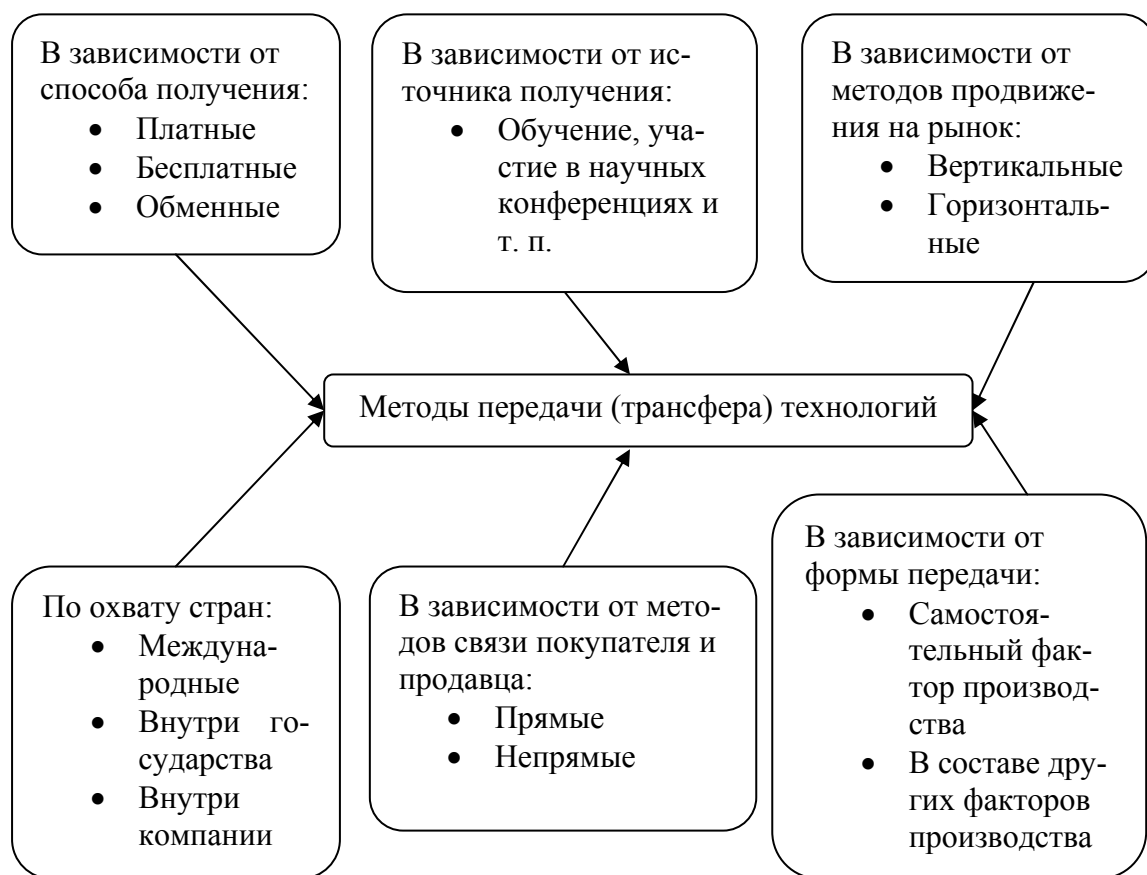 В зависимости от
способа получения:
• Платные
• Бесплатные
• Обменные
В зависимости от ис-
точника получения:
• Обучение, уча-
стие в научных
конференциях и
т. п.
В зависимости от
методов продвиже-
ния на рынок:
• Вертикальные
• Горизонталь-
ные
Методы передачи (трансфера) технологий
По охвату стран:
• Междуна-
родные
• Внутри го-
сударства
• Внутри
компании
В зависимости от мето-
дов связи покупателя и
продавца:
• Прямые
• Непрямые
В зависимости от
формы передачи:
• Самостоя-
тельный фак-
тор производ-
ства
• В составе дру-
гих факторов
производства